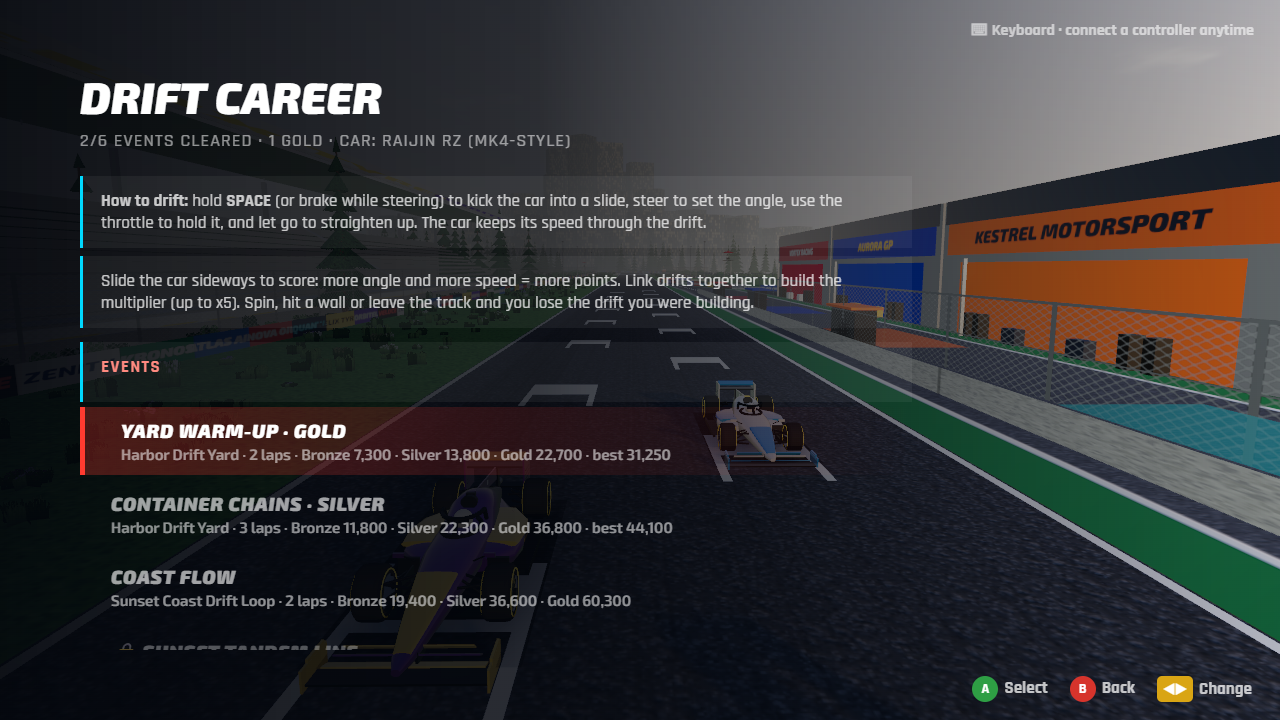 Keyboard · connect a controller anytime
DRIFT CAREER
2/6 EVENTS CLEARED · 1 GOLD · CAR: RAIJIN RZ (MK4-STYLE)
How to drift: hold SPACE (or brake while steering) to kick the car into a slide, steer to set the angle, use the
throttle to hold it, and let go to straighten up. The car keeps its speed through the drift.
KESTREL MOTORSPORT
AURORA GP
Slide the car sideways to score: more angle and more speed = more points. Link drifts together to build the
multiplier (up to x5). Spin, hit a wall or leave the track and you lose the drift you were building.
EVENTS
YARD WARM-UP · GOLD
Harbor Drift Yard · 2 laps · Bronze 7,300 · Silver 13,800 · Gold 22,700 · best 31,250
CONTAINER CHAINS · SILVER
Harbor Drift Yard · 3 laps · Bronze 11,800 · Silver 22,300 · Gold 36,800 · best 44,100
COAST FLOW
Sunset Coast Drift Loop · 2 laps · Bronze 19,400 · Silver 36,600 · Gold 60,300
SUNSET TANDEM LINE
A Select B Back Change